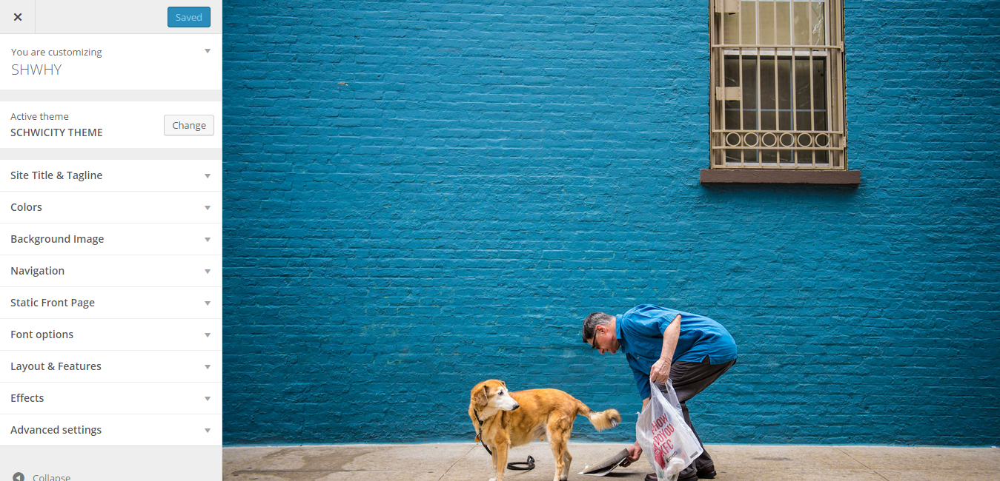 Saved
You are customizing
SHWHY
Active theme
SCHWICITY THEME
Change
Site Title & Tagline
Colors
Background Image
Navigation
Static Front Page
Font options
Layout & Features
Effects
Advanced settings
Collapse
KFC